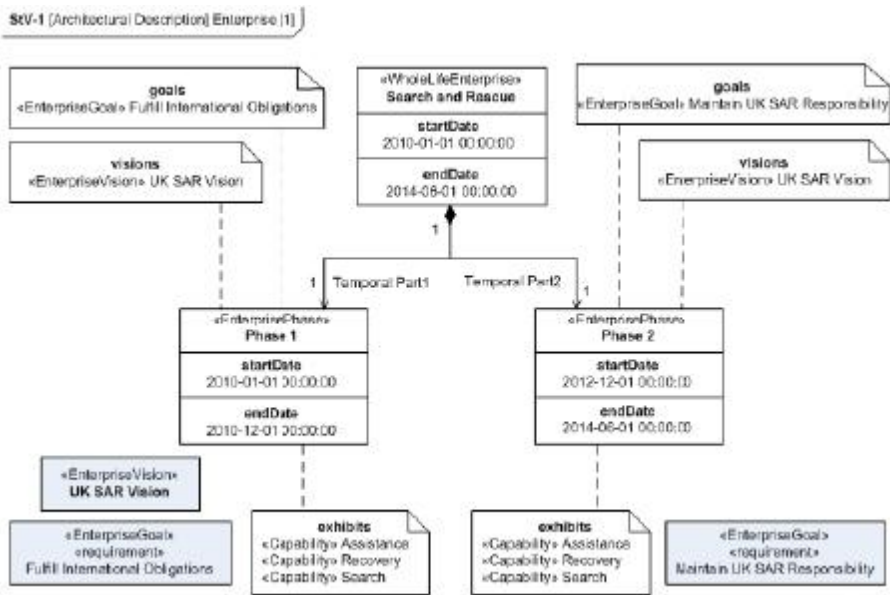 StV-1 [Architectural Description] Enterprise [1]
goals
«EnterpriseGoal» Fulfill International Obligations
«WholeLifeEnterprise»
Search and Rescue
startDate
2010-01-01 00:00:00
endDate
2014-06-01 00:00:00
goals
«EnterpriseGoal» Maintain UK SAR Responsibility
visions
«EnterpriseVision» UK SAR Vision
visions
«EnterpriseVision» UK SAR Vision
1
1
Temporal Part1
Temporal Part2
1
«EnterprisePhase»
Phase 1
startDate
2010-01-01 00:00:00
endDate
2010-12-01 00:00:00
«EnterprisePhase»
Phase 2
startDate
2012-12-01 00:00:00
endDate
2014-06-01 00:00:00
«EnterpriseVision»
UK SAR Vision
«EnterpriseGoal»
«requirement»
Fulfill International Obligations
exhibits
«Capability» Assistance
«Capability» Recovery
«Capability» Search
exhibits
«Capability» Assistance
«Capability» Recovery
«Capability» Search
«EnterpriseGoal»
«requirement»
Maintain UK SAR Responsibility